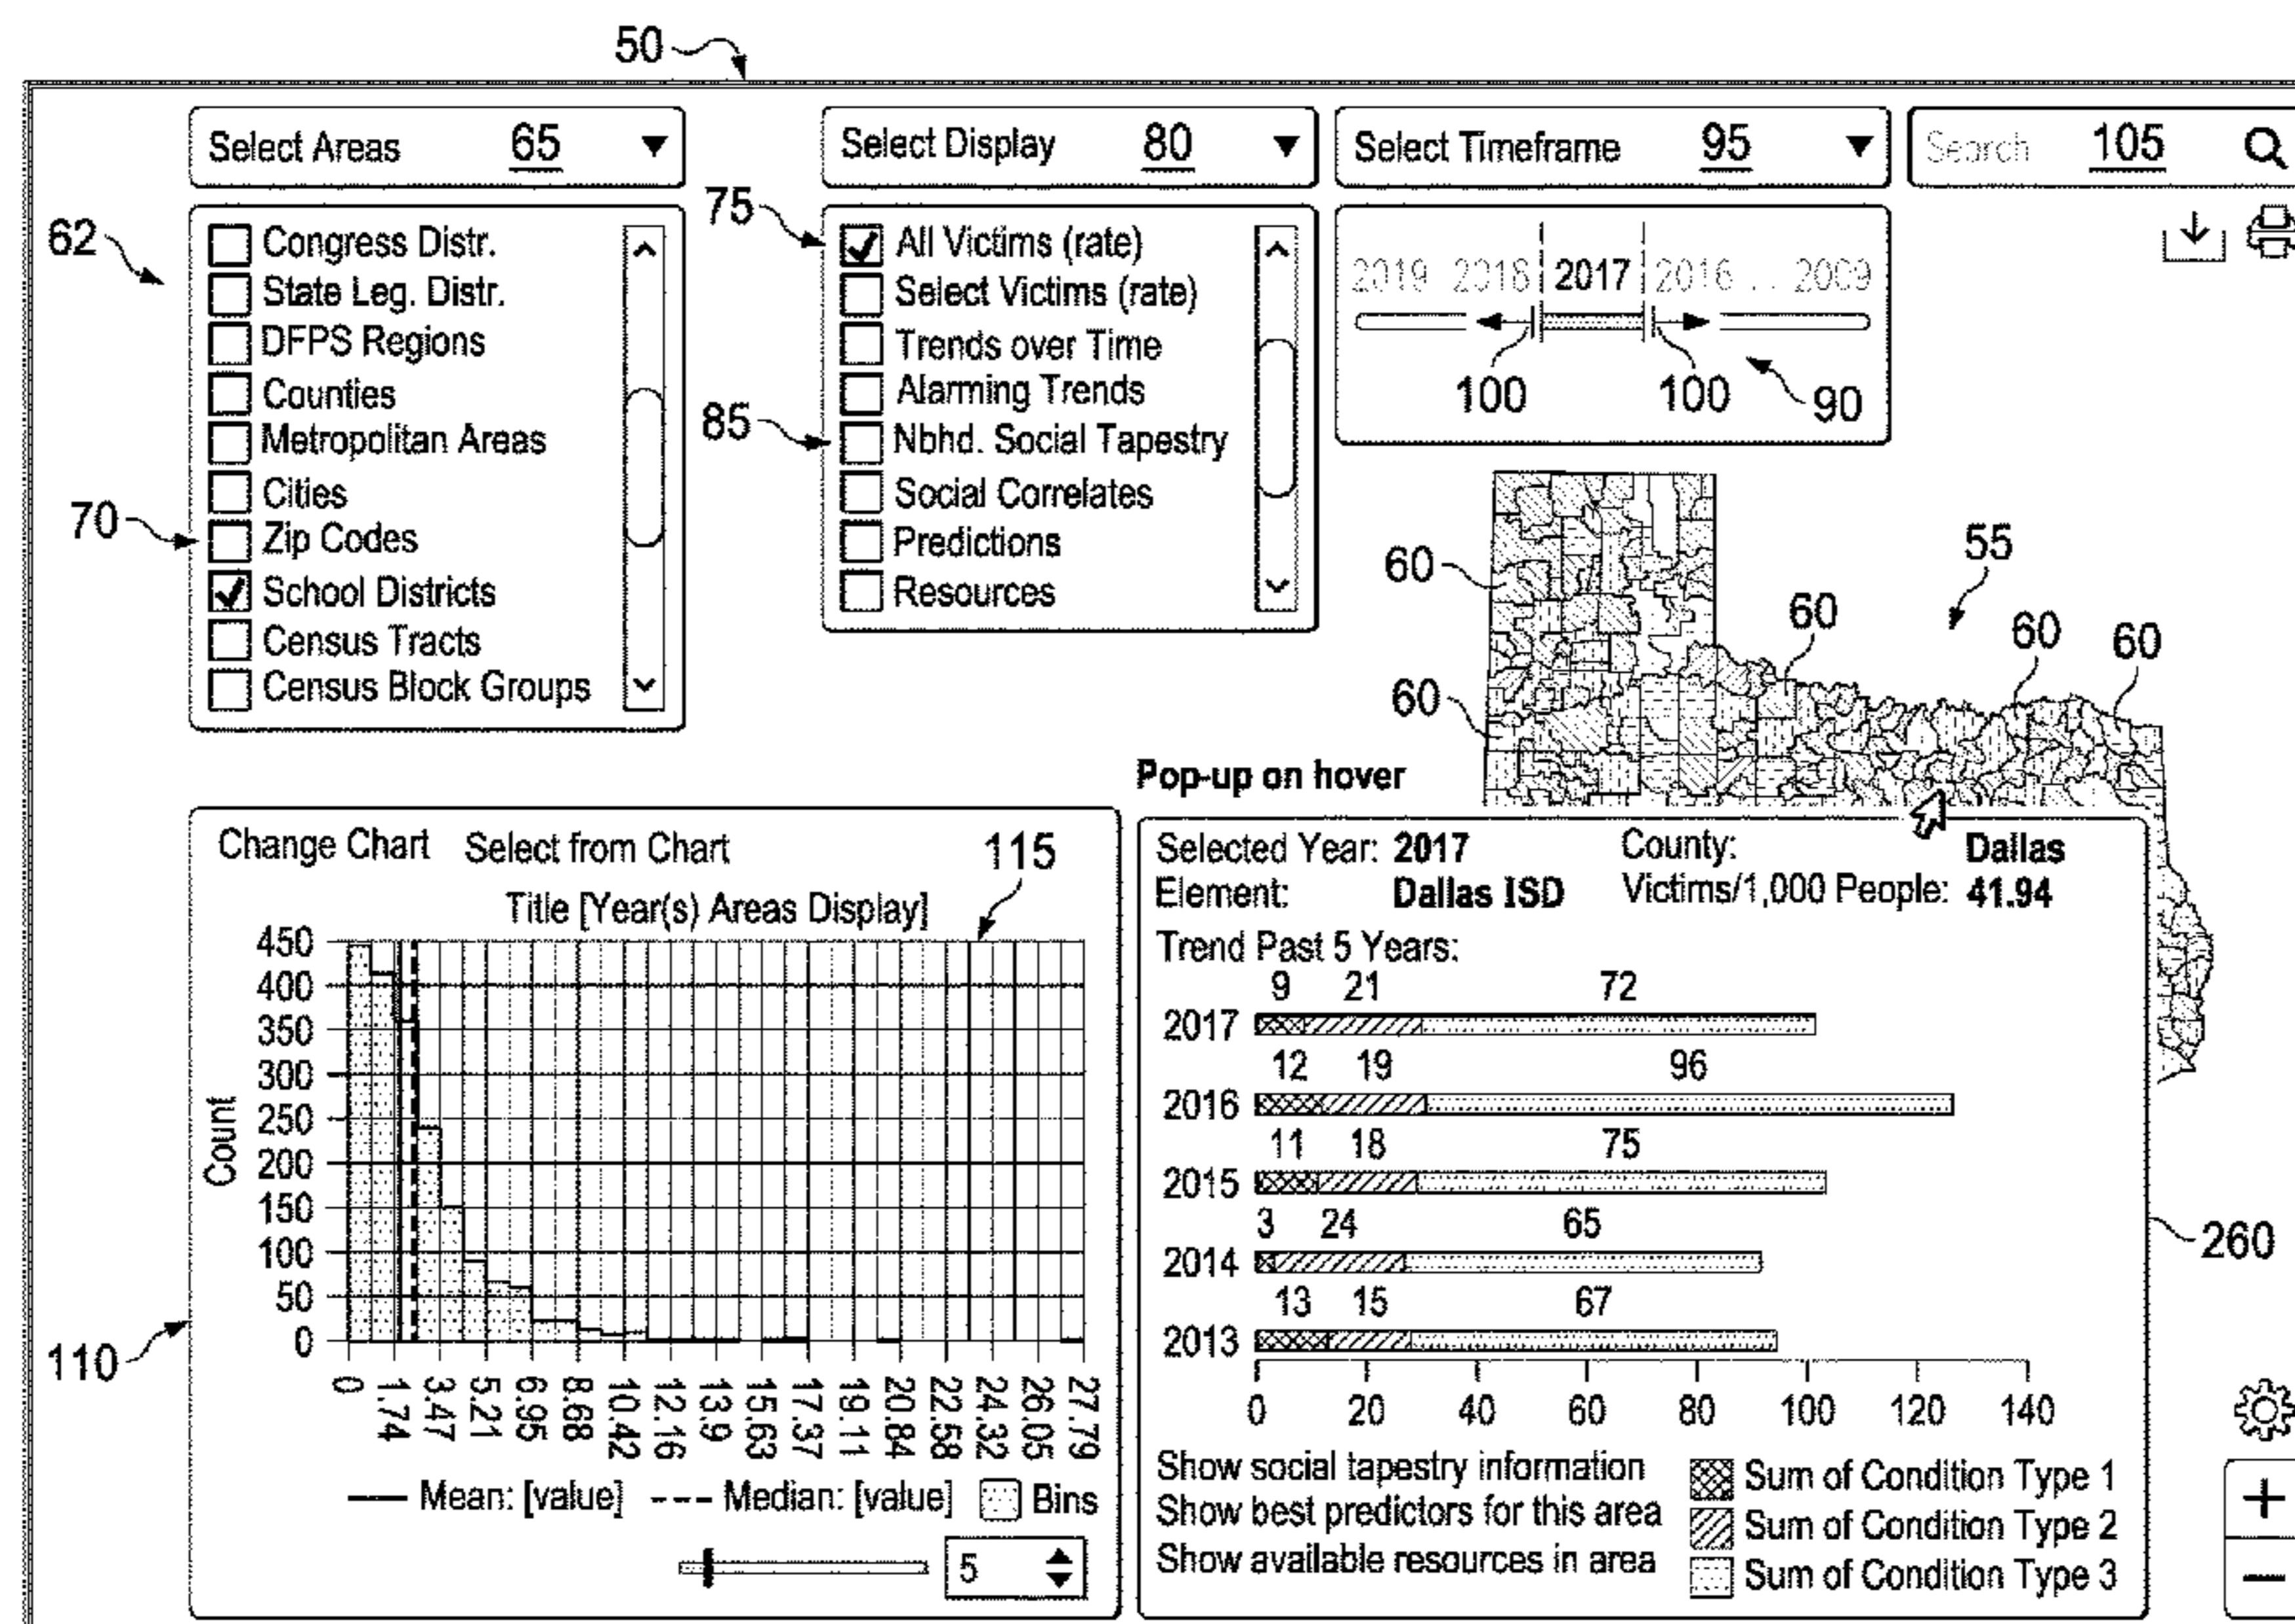 50
Select Areas 65
Select Display 80
Select Timeframe 95
Search 105
62
Congress Distr.
State Leg. Distr.
DFPS Regions
Counties
Metropolitan Areas
Cities
70
Zip Codes
School Districts
Census Tracts
Census Block Groups
75
All Victims (rate)
Select Victims (rate)
Trends over Time
Alarming Trends
85
Nbhd. Social Tapestry
Social Correlates
Predictions
Resources
2019 2018 2017 2016 .. 2009
100 100 90
60 55
60 60 60
60
Pop-up on hover
Change Chart Select from Chart 115
Title [Year(s) Areas Display]
Count
450
400
350
300
250
200
150
100
50
0
110
0 1.74 3.47 5.21 6.95 8.68 10.42 12.16 13.9 15.63 17.37 19.11 20.84 22.58 24.32 26.05 27.79
Mean: [value] Median: [value] Bins
5
Selected Year: 2017 County: Dallas
Element: Dallas ISD Victims/1,000 People: 41.94
Trend Past 5 Years:
9 21 72
2017
12 19 96
2016
11 18 75
2015
3 24 65
2014
13 15 67
2013
0 20 40 60 80 100 120 140
260
Show social tapestry information
Show best predictors for this area
Show available resources in area
Sum of Condition Type 1
Sum of Condition Type 2
Sum of Condition Type 3
+
−